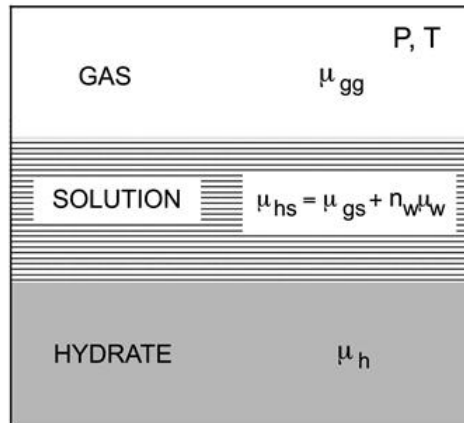 P, T
GAS μgg
SOLUTION μhs = μgs + nwμw
HYDRATE μh